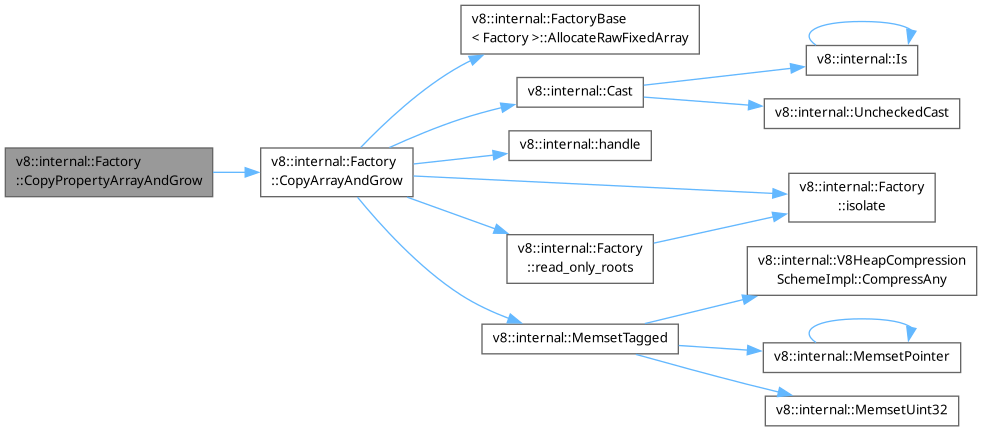 v8::internal::FactoryBase
< Factory >::AllocateRawFixedArray
v8::internal::Is
v8::internal::Cast
v8::internal::UncheckedCast
v8::internal::handle
v8::internal::Factory
::CopyPropertyArrayAndGrow
v8::internal::Factory
::CopyArrayAndGrow
v8::internal::Factory
::isolate
v8::internal::Factory
::read_only_roots
v8::internal::V8HeapCompression
SchemeImpl::CompressAny
v8::internal::MemsetTagged
v8::internal::MemsetPointer
v8::internal::MemsetUint32